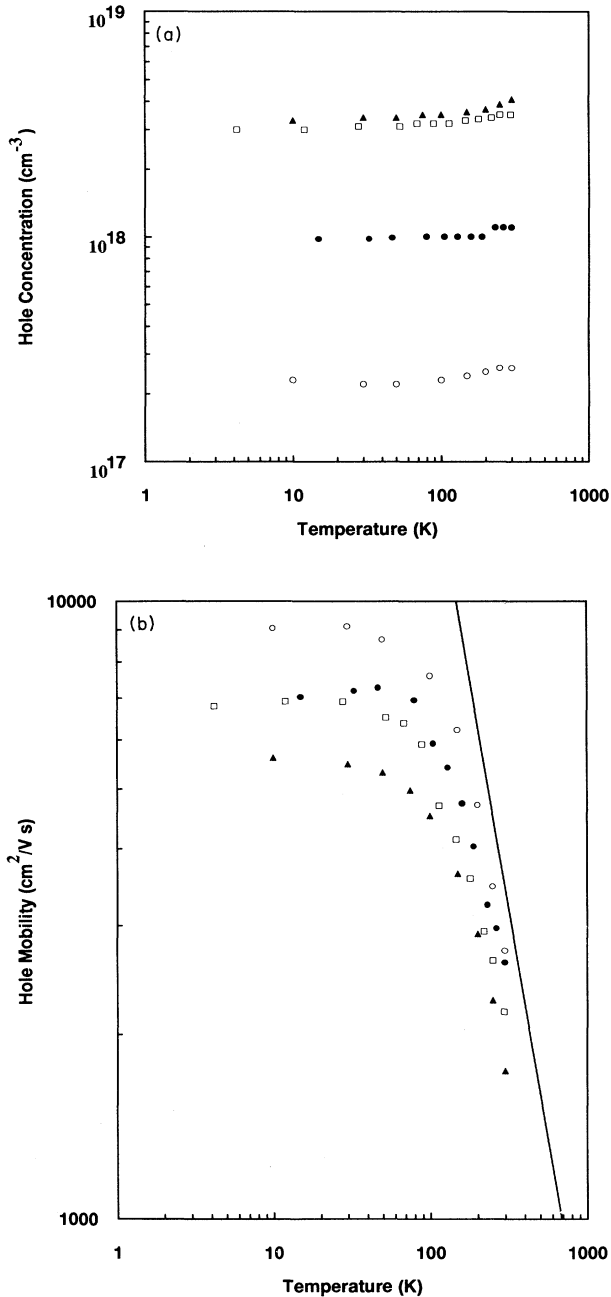 10^19
(a)
Hole Concentration (cm^-3)
10^18
10^17
1 10 100 1000
Temperature (K)
10000
(b)
Hole Mobility (cm^2/V s)
1000
1 10 100 1000
Temperature (K)